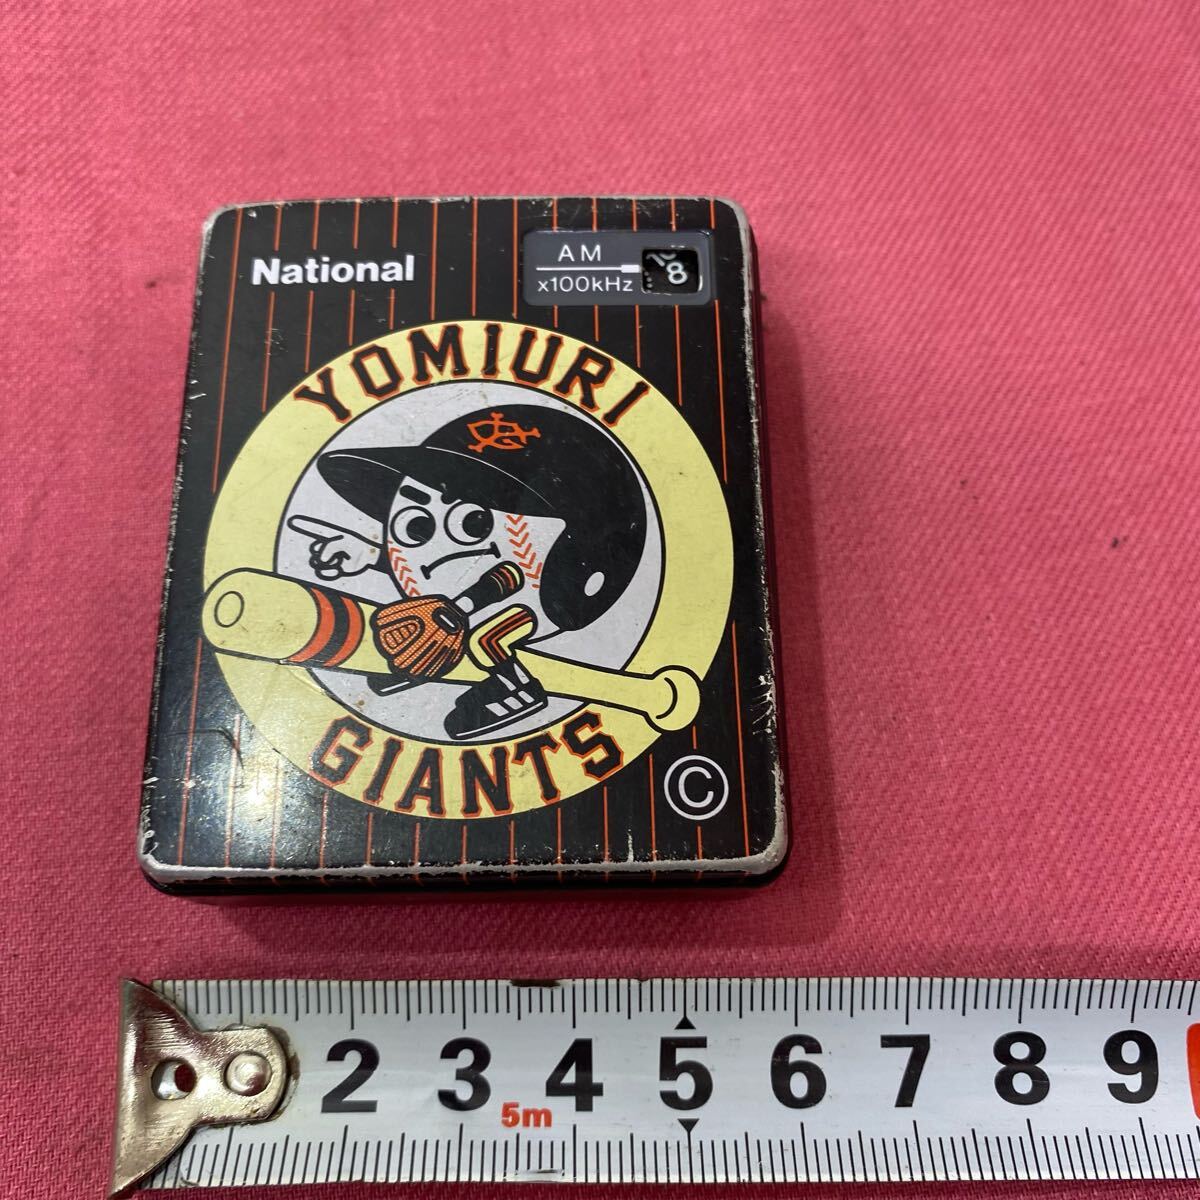 National
AM
x100kHz
8
YOMIURI
GIANTS
©
2 3 4 5 6 7 8 9
5m